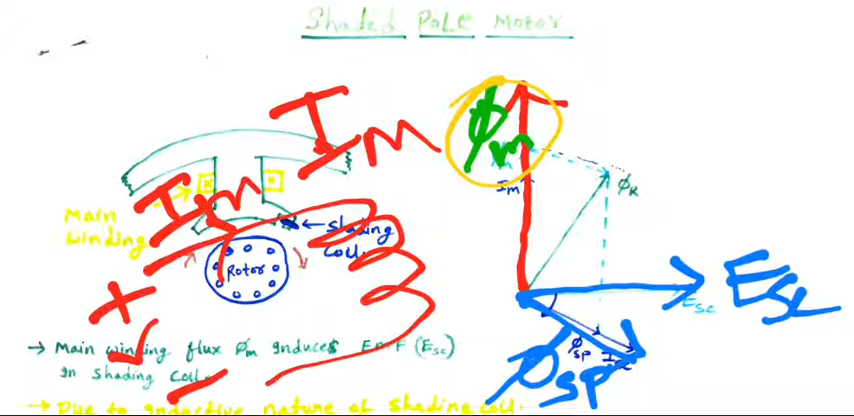 Shaded Pole Motor
Im
φm
Im
φR
Im
Main
winding
← Shading
Coil
Rotor
Esc
Esc
φsp
φsp
→ Main winding flux φm induces EMF (Esc)
in shading coil.
→ Due to inductive nature of shading coil.